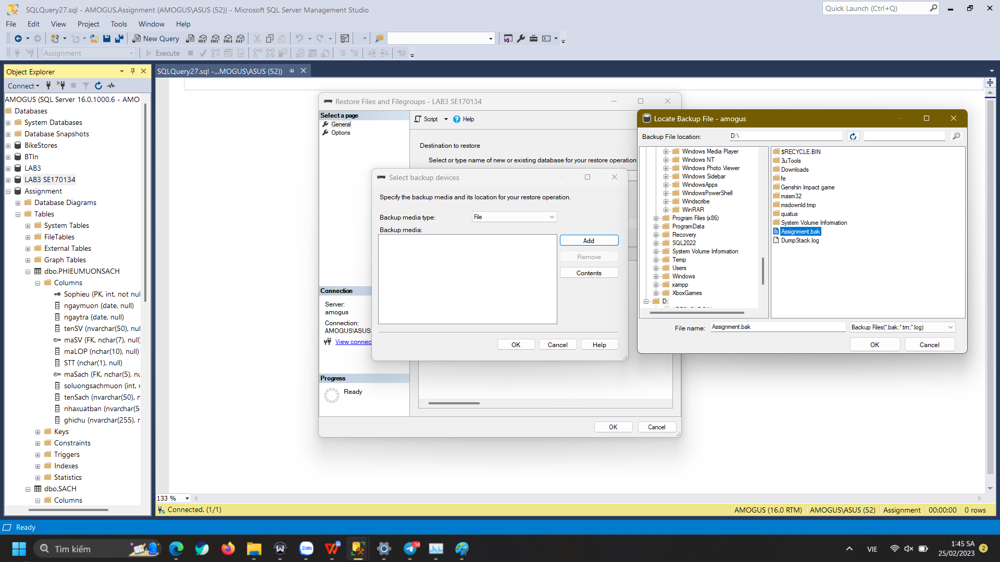 SQLQuery27.sql - AMOGUS.Assignment (AMOGUS\ASUS (52)) - Microsoft SQL Server Management Studio
Quick Launch (Ctrl+Q)
File Edit View Project Tools Window Help
New Query
MDX DMX XMLA DAX
Assignment
Execute
Object Explorer
SQLQuery27.sql -...MOGUS\ASUS (52))
Connect
AMOGUS (SQL Server 16.0.1000.6 - AMO
Databases
System Databases
Database Snapshots
BikeStores
BTIn
LAB3
LAB3 SE170134
Assignment
Database Diagrams
Tables
System Tables
FileTables
External Tables
Graph Tables
dbo.PHIEUMUONSACH
Columns
Sophieu (PK, int, not nul
ngaymuon (date, null)
ngaytra (date, null)
tenSV (nvarchar(50), nul
maSV (FK, nchar(7), null)
maLOP (nchar(10), null)
STT (nchar(1), null)
maSach (FK, nchar(5), nu
soluongsachmuon (int, r
tenSach (nvarchar(50), n
nhaxuatban (nvarchar(5
ghichu (nvarchar(255), r
Keys
Constraints
Triggers
Indexes
Statistics
dbo.SACH
Columns
Restore Files and Filegroups - LAB3 SE170134
Select a page
General
Options
Script
Help
Destination to restore
Select or type name of new or existing database for your restore operation
Connection
Server:
amogus
Connection:
AMOGUS\ASUS
View connec
Progress
Ready
OK
Cancel
Select backup devices
Specify the backup media and its location for your restore operation.
Backup media type:
File
Backup media:
Add
Remove
Contents
OK
Cancel
Help
Locate Backup File - amogus
Backup File location:
D:\
Windows Media Player
Windows NT
Windows Photo Viewer
Windows Sidebar
WindowsApps
WindowsPowerShell
Windscribe
WinRAR
Program Files (x86)
ProgramData
Recovery
SQL2022
System Volume Information
Temp
Users
Windows
xampp
XboxGames
D:
$RECYCLE.BIN
3uTools
Downloads
fe
Genshin Impact game
masm32
msdownld.tmp
quatus
System Volume Information
Assignment.bak
DumpStack.log
File name:
Assignment.bak
Backup Files(*.bak;*.trn;*.log)
OK
Cancel
133 %
Connected. (1/1)
AMOGUS (16.0 RTM)
AMOGUS\ASUS (52)
Assignment
00:00:00
0 rows
Ready
Tìm kiếm
Zalo
94
VIE
1:45 SA
25/02/2023
2